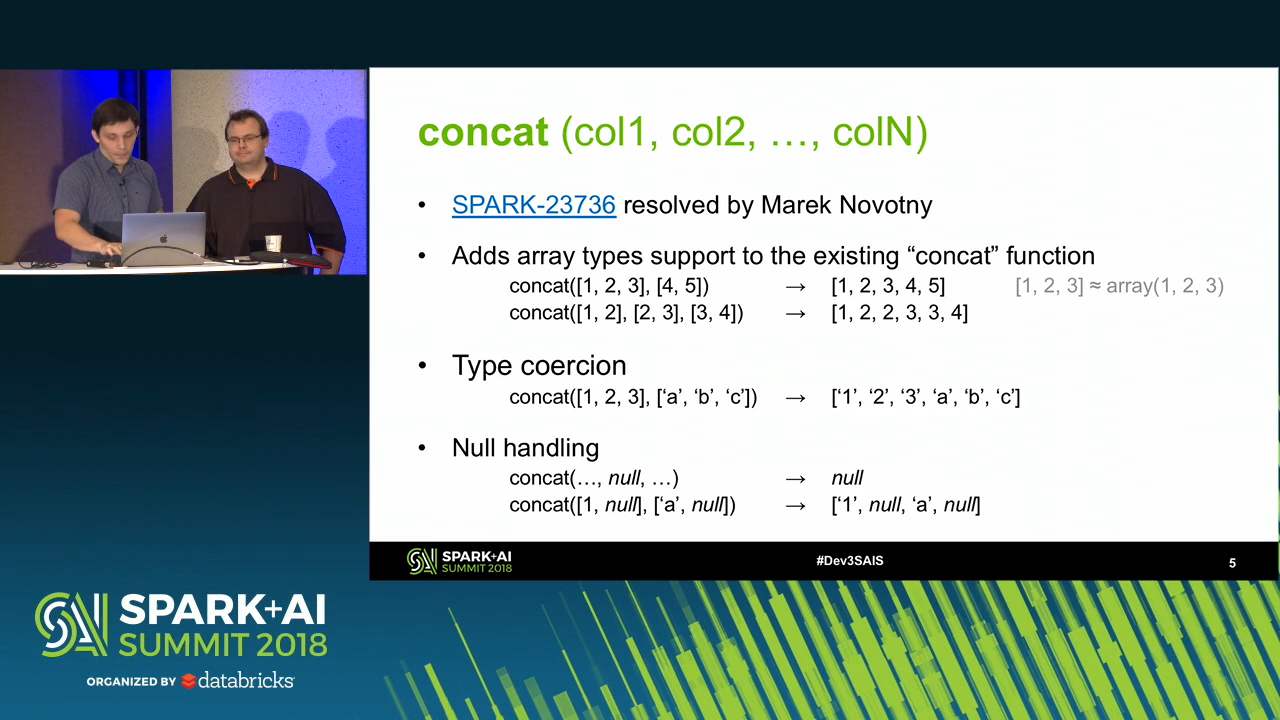 concat (col1, col2, …, colN)
• SPARK-23736 resolved by Marek Novotny
• Adds array types support to the existing “concat” function
concat([1, 2, 3], [4, 5]) → [1, 2, 3, 4, 5] [1, 2, 3] ≈ array(1, 2, 3)
concat([1, 2], [2, 3], [3, 4]) → [1, 2, 2, 3, 3, 4]
• Type coercion
concat([1, 2, 3], [‘a’, ‘b’, ‘c’]) → [‘1’, ‘2’, ‘3’, ‘a’, ‘b’, ‘c’]
• Null handling
concat(…, null, …) → null
concat([1, null], [‘a’, null]) → [‘1’, null, ‘a’, null]
SPARK+AI
SUMMIT 2018
#Dev3SAIS
5
SPARK+AI
SUMMIT 2018
ORGANIZED BY databricks